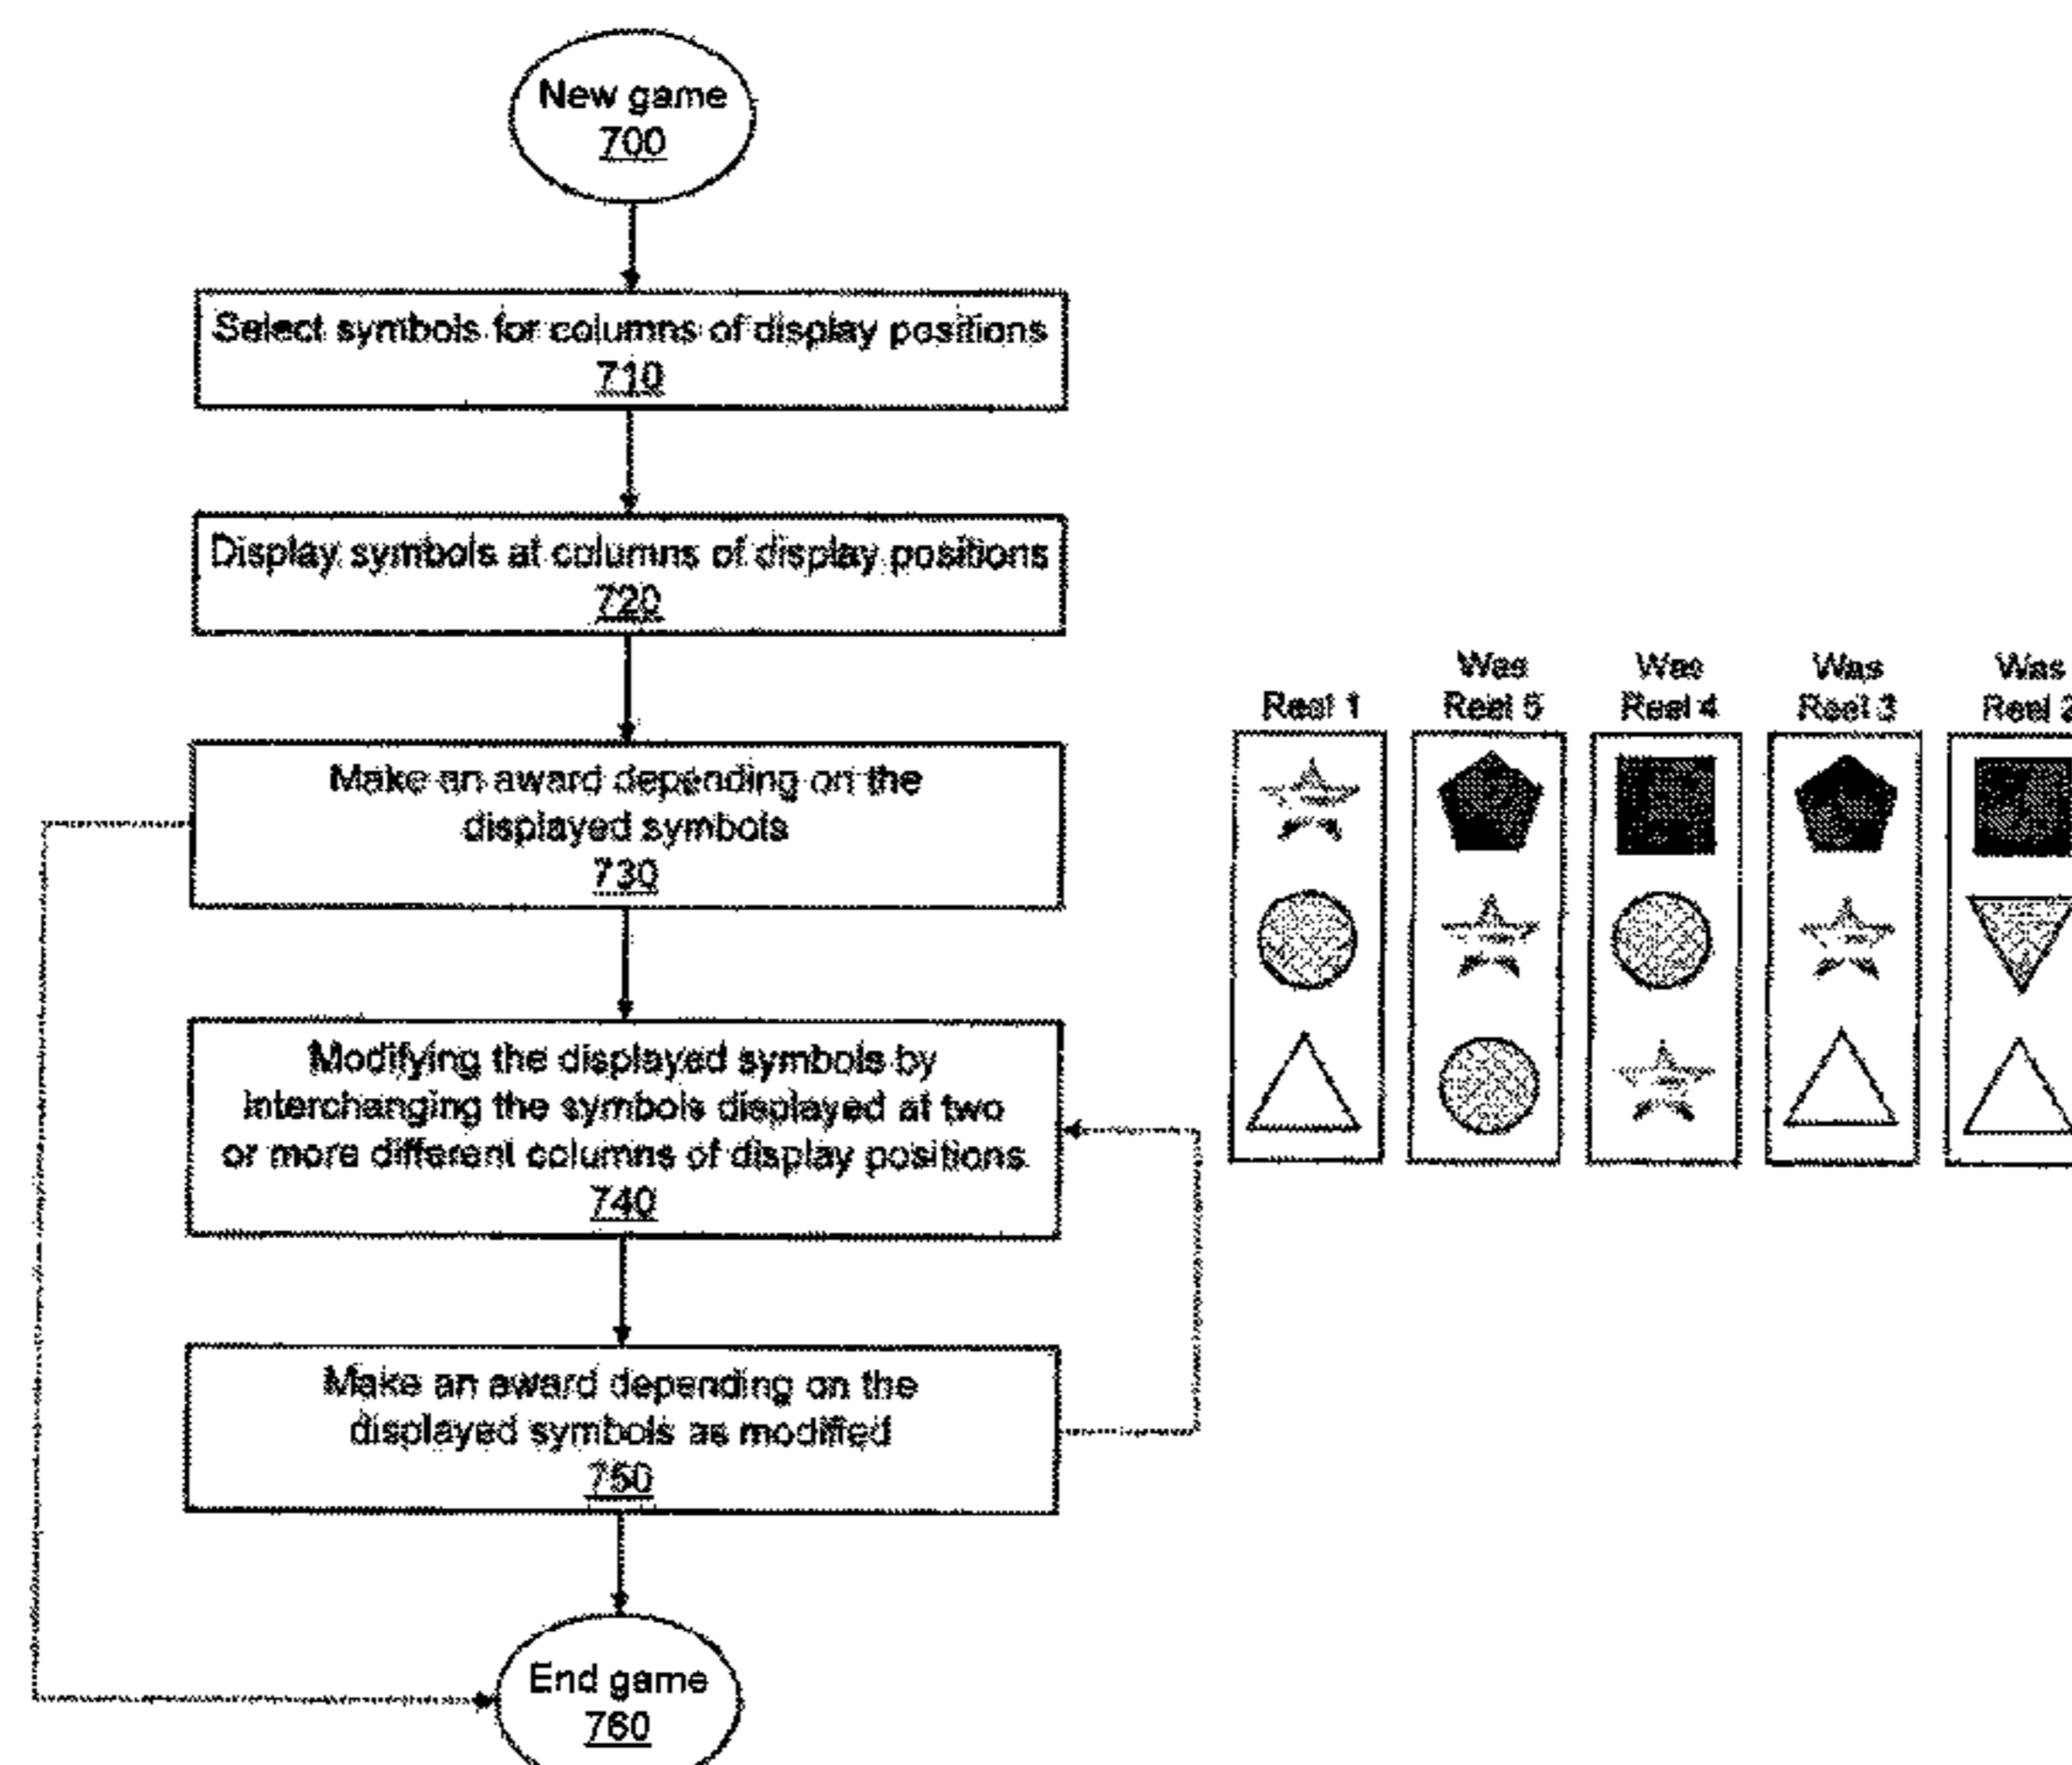 New game
700
Select symbols for columns of display positions
710
Display symbols at columns of display positions
720
Make an award depending on the
displayed symbols
730
Modifying the displayed symbols by
interchanging the symbols displayed at two
or more different columns of display positions
740
Make an award depending on the
displayed symbols as modified
750
End game
760
Was
Was
Was
Was
Reel 1
Reel 5
Reel 4
Reel 3
Reel 2